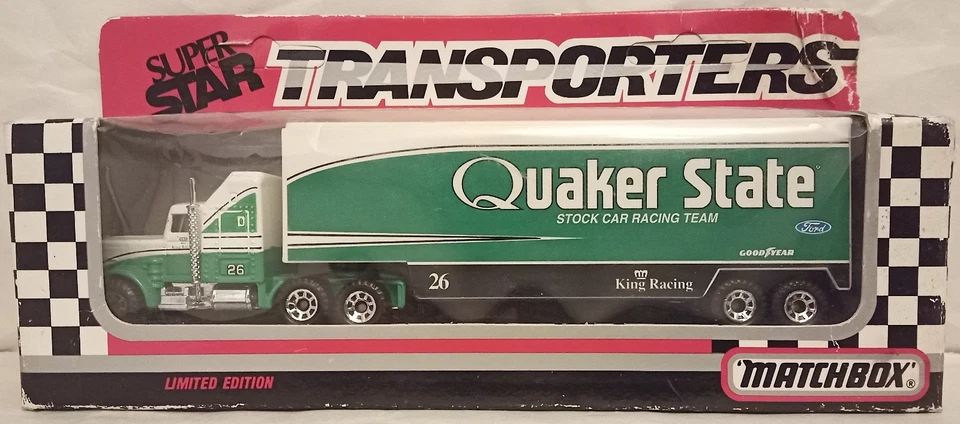 SUPER
STAR
TRANSPORTERS
Quaker State
STOCK CAR RACING TEAM
Ford
GOODYEAR
D
26
26
King Racing
LIMITED EDITION
"MATCHBOX"®